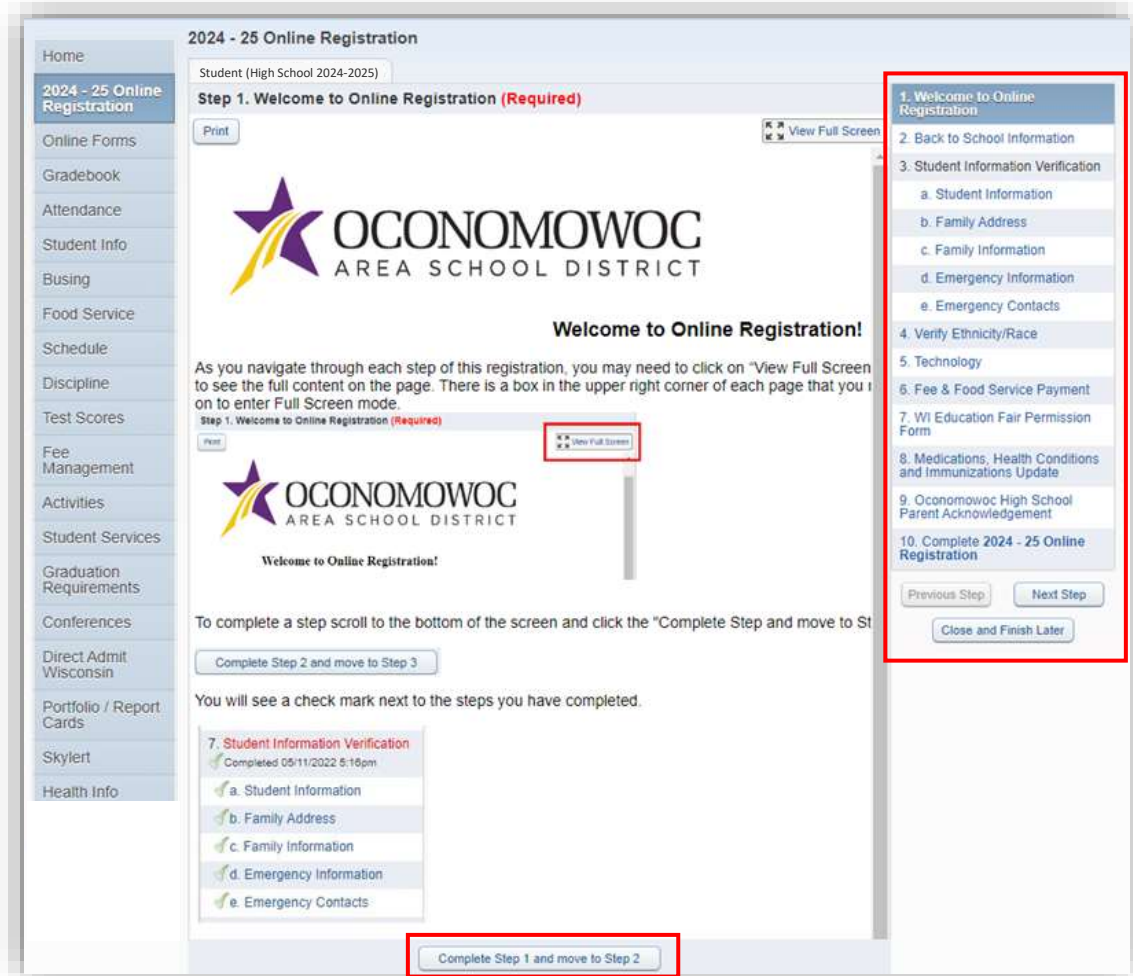 2024 - 25 Online Registration
Home
2024 - 25 Online
Registration
Online Forms
Gradebook
Attendance
Student Info
Busing
Food Service
Schedule
Discipline
Test Scores
Fee
Management
Activities
Student Services
Graduation
Requirements
Conferences
Direct Admit
Wisconsin
Portfolio / Report
Cards
Skylert
Health Info
Student (High School 2024-2025)
Step 1. Welcome to Online Registration (Required)
Print
View Full Screen
OCONOMOWOC
AREA SCHOOL DISTRICT
Welcome to Online Registration!
As you navigate through each step of this registration, you may need to click on "View Full Screen
to see the full content on the page. There is a box in the upper right corner of each page that you
on to enter Full Screen mode.
Step 1. Welcome to Online Registration (Required)
Print
View Full Screen
OCONOMOWOC
AREA SCHOOL DISTRICT
Welcome to Online Registration!
To complete a step scroll to the bottom of the screen and click the "Complete Step and move to St
Complete Step 2 and move to Step 3
You will see a check mark next to the steps you have completed.
7. Student Information Verification
Completed 05/11/2022 5:16pm
a. Student Information
b. Family Address
c. Family Information
d. Emergency Information
e. Emergency Contacts
Complete Step 1 and move to Step 2
1. Welcome to Online
Registration
2. Back to School Information
3. Student Information Verification
a. Student Information
b. Family Address
c. Family Information
d. Emergency Information
e. Emergency Contacts
4. Verify Ethnicity/Race
5. Technology
6. Fee & Food Service Payment
7. WI Education Fair Permission
Form
8. Medications, Health Conditions
and Immunizations Update
9. Oconomowoc High School
Parent Acknowledgement
10. Complete 2024 - 25 Online
Registration
Previous Step
Next Step
Close and Finish Later